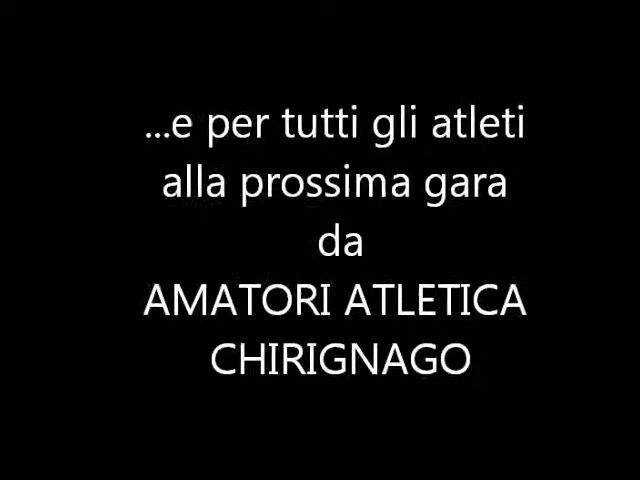 ...e per tutti gli atleti
alla prossima gara
da
AMATORI ATLETICA
CHIRIGNAGO